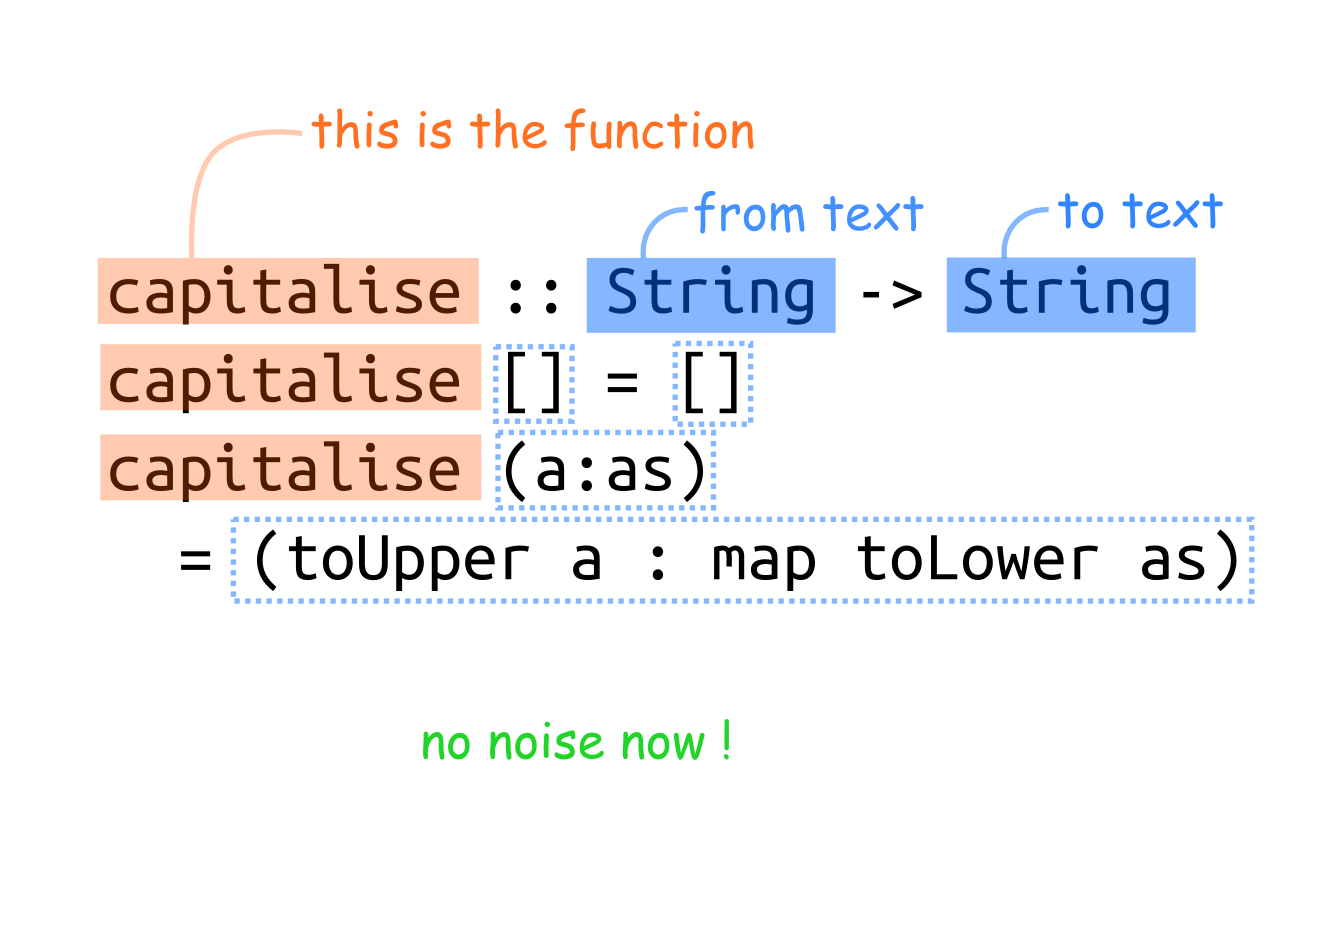 this is the function
from text
to text
capitalise :: String -> String
capitalise [] = []
capitalise (a:as)
= (toUpper a : map toLower as)
no noise now !